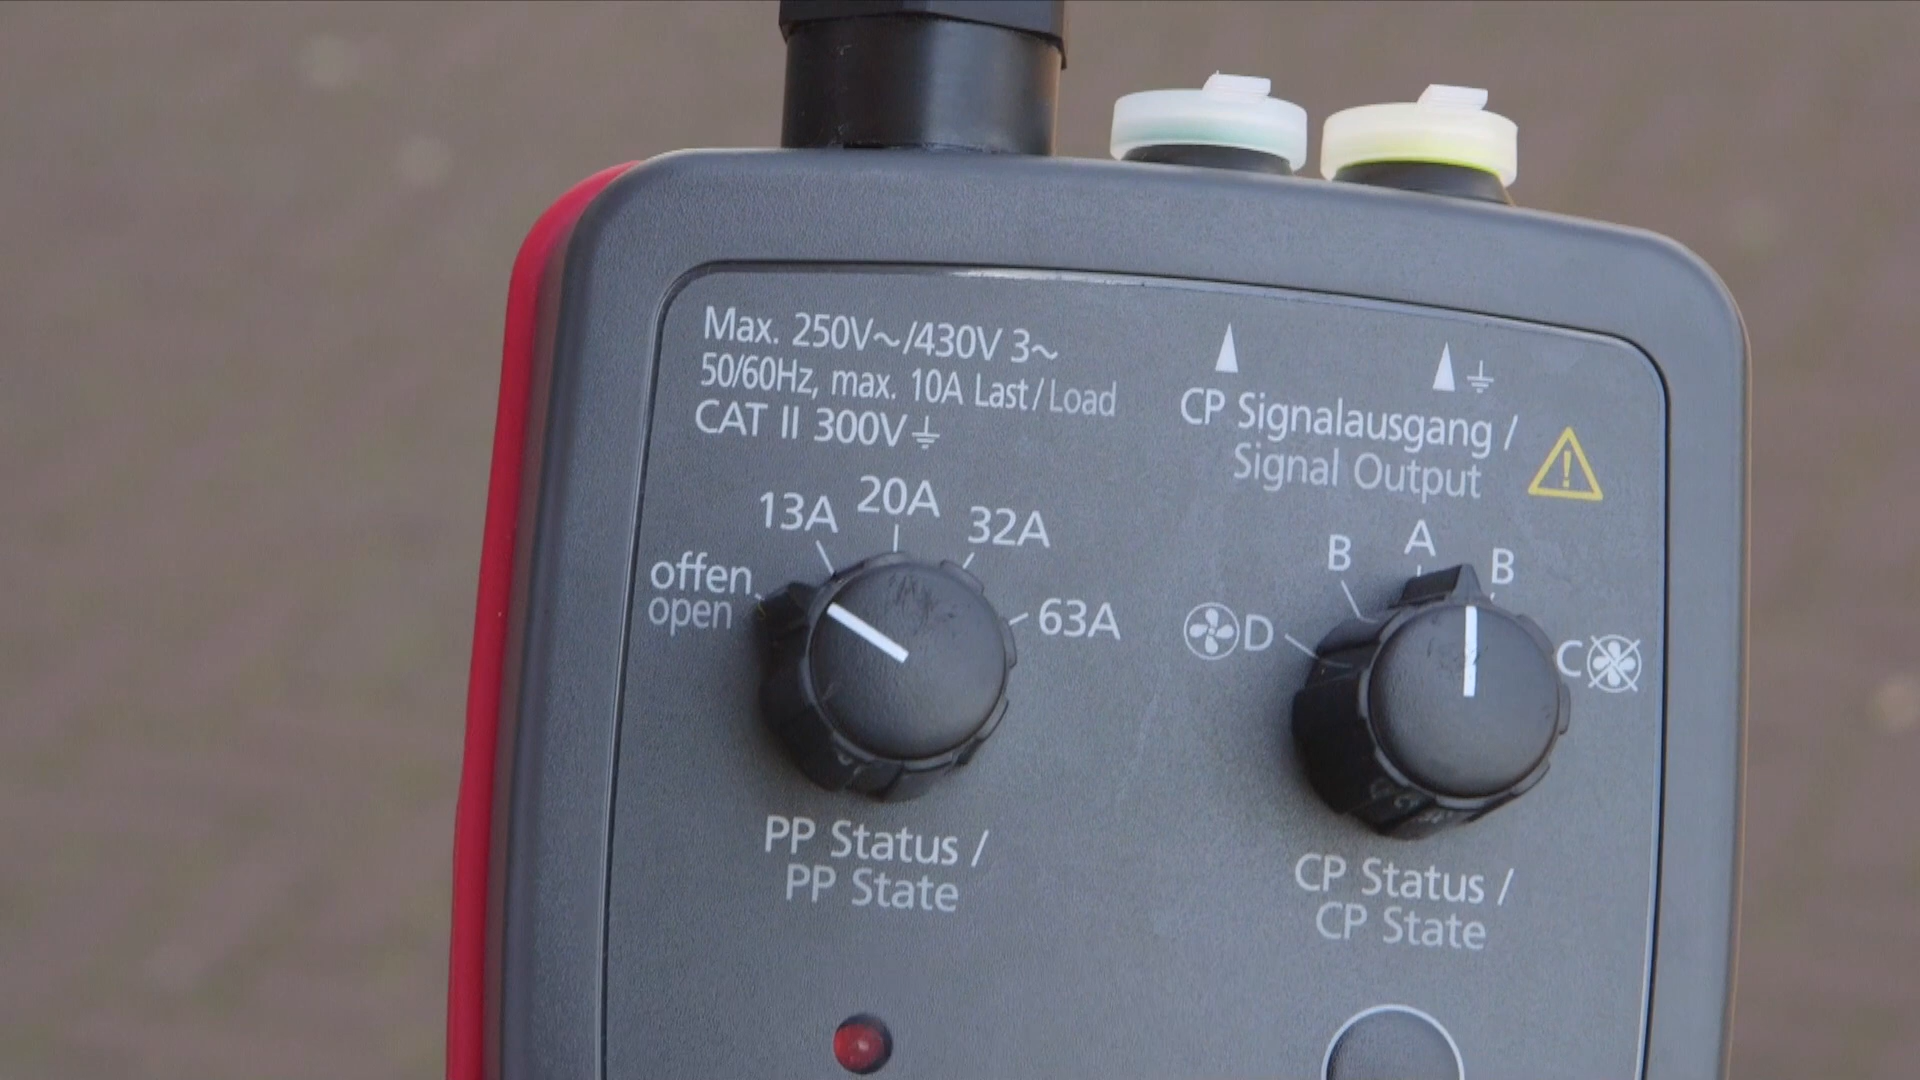 Max. 250V~/430V 3~
50/60Hz, max. 10A Last/Load
CAT II 300V
CP Signalausgang /
Signal Output
offen
open
13A
20A
32A
63A
PP Status /
PP State
D
B
A
B
C
CP Status /
CP State